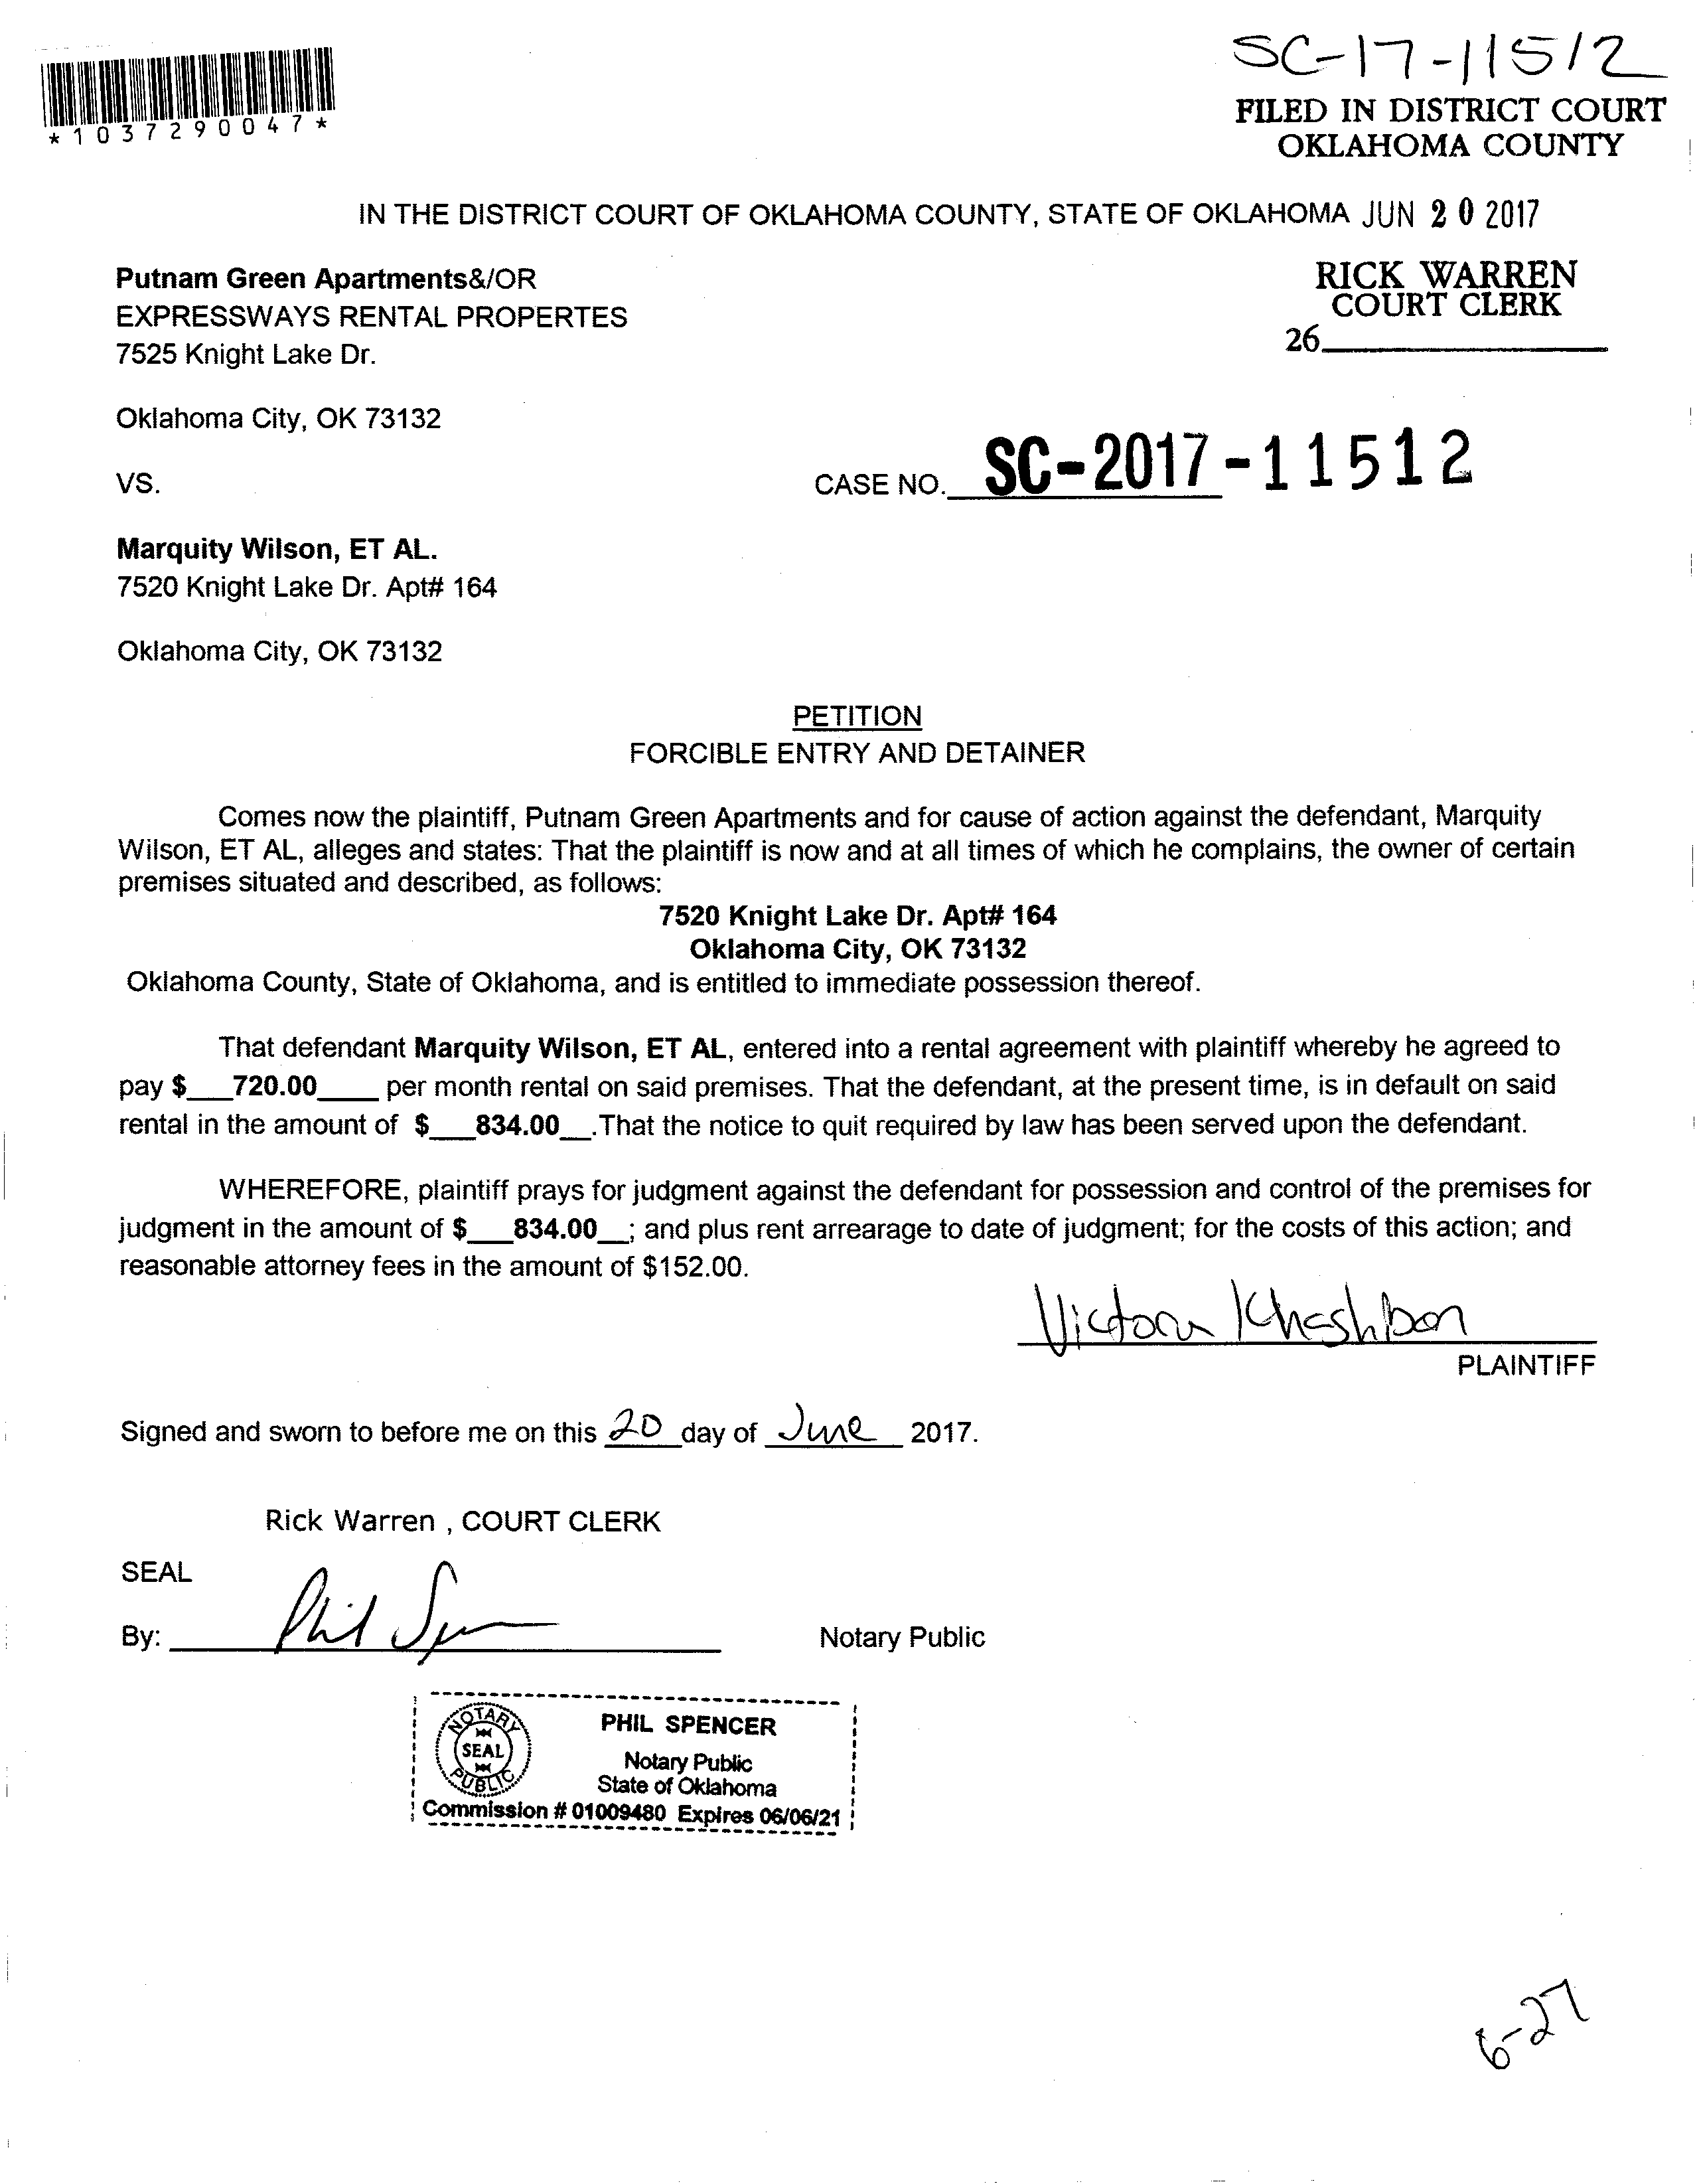 SC-17-11512
*1037290047*
FILED IN DISTRICT COURT
OKLAHOMA COUNTY
IN THE DISTRICT COURT OF OKLAHOMA COUNTY, STATE OF OKLAHOMA JUN 20 2017
Putnam Green Apartments&/OR
EXPRESSWAYS RENTAL PROPERTES
7525 Knight Lake Dr.
RICK WARREN
COURT CLERK
26
Oklahoma City, OK 73132
VS.
CASE NO. SC-2017-11512
Marquity Wilson, ET AL.
7520 Knight Lake Dr. Apt# 164
Oklahoma City, OK 73132
PETITION
FORCIBLE ENTRY AND DETAINER
Comes now the plaintiff, Putnam Green Apartments and for cause of action against the defendant, Marquity
Wilson, ET AL, alleges and states: That the plaintiff is now and at all times of which he complains, the owner of certain
premises situated and described, as follows:
7520 Knight Lake Dr. Apt# 164
Oklahoma City, OK 73132
Oklahoma County, State of Oklahoma, and is entitled to immediate possession thereof.
That defendant Marquity Wilson, ET AL, entered into a rental agreement with plaintiff whereby he agreed to
pay $___720.00____ per month rental on said premises. That the defendant, at the present time, is in default on said
rental in the amount of $___834.00__.That the notice to quit required by law has been served upon the defendant.
WHEREFORE, plaintiff prays for judgment against the defendant for possession and control of the premises for
judgment in the amount of $___834.00__; and plus rent arrearage to date of judgment; for the costs of this action; and
reasonable attorney fees in the amount of $152.00.
PLAINTIFF
Signed and sworn to before me on this 20 day of June 2017.
Rick Warren , COURT CLERK
SEAL
By: Phil Notary Public
NOTARY
SEAL
PUBLIC
PHIL SPENCER
Notary Public
State of Oklahoma
Commission # 01009480 Expires 06/06/21
6-27